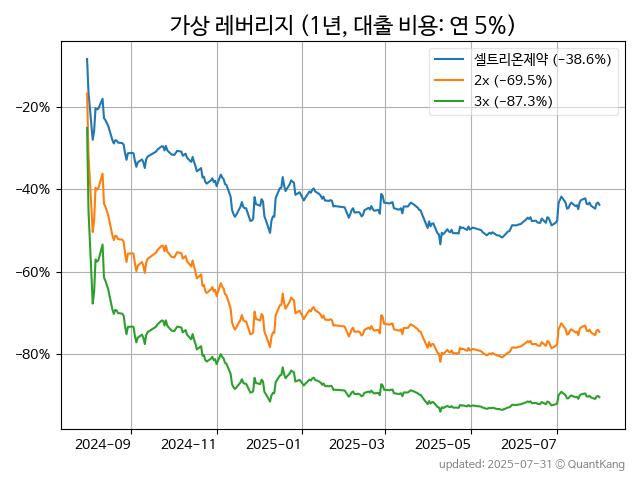 가상 레버리지 (1년, 대출 비용: 연 5%)
셀트리온제약 (−38.6%)
2x (−69.5%)
3x (−87.3%)
−20%
−40%
−60%
−80%
2024-09
2024-11
2025-01
2025-03
2025-05
2025-07
updated: 2025-07-31 © QuantKang